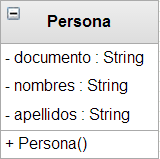 Persona
- documento : String
- nombres : String
- apellidos : String
+ Persona()